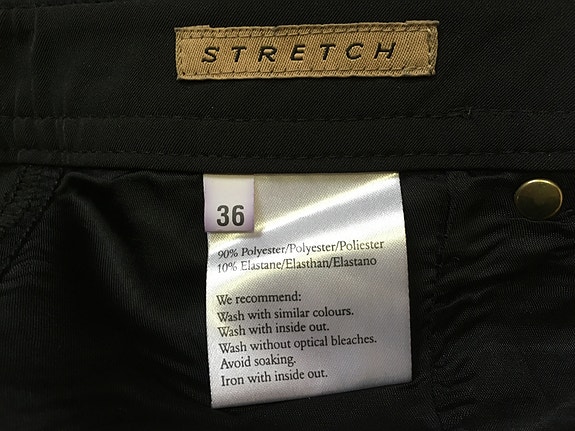 STRETCH
36
90% Polyester/Polyester/Poliester
10% Elastane/Elasthan/Elastano
We recommend:
Wash with similar colours.
Wash with inside out.
Wash without optical bleaches.
Avoid soaking.
Iron with inside out.